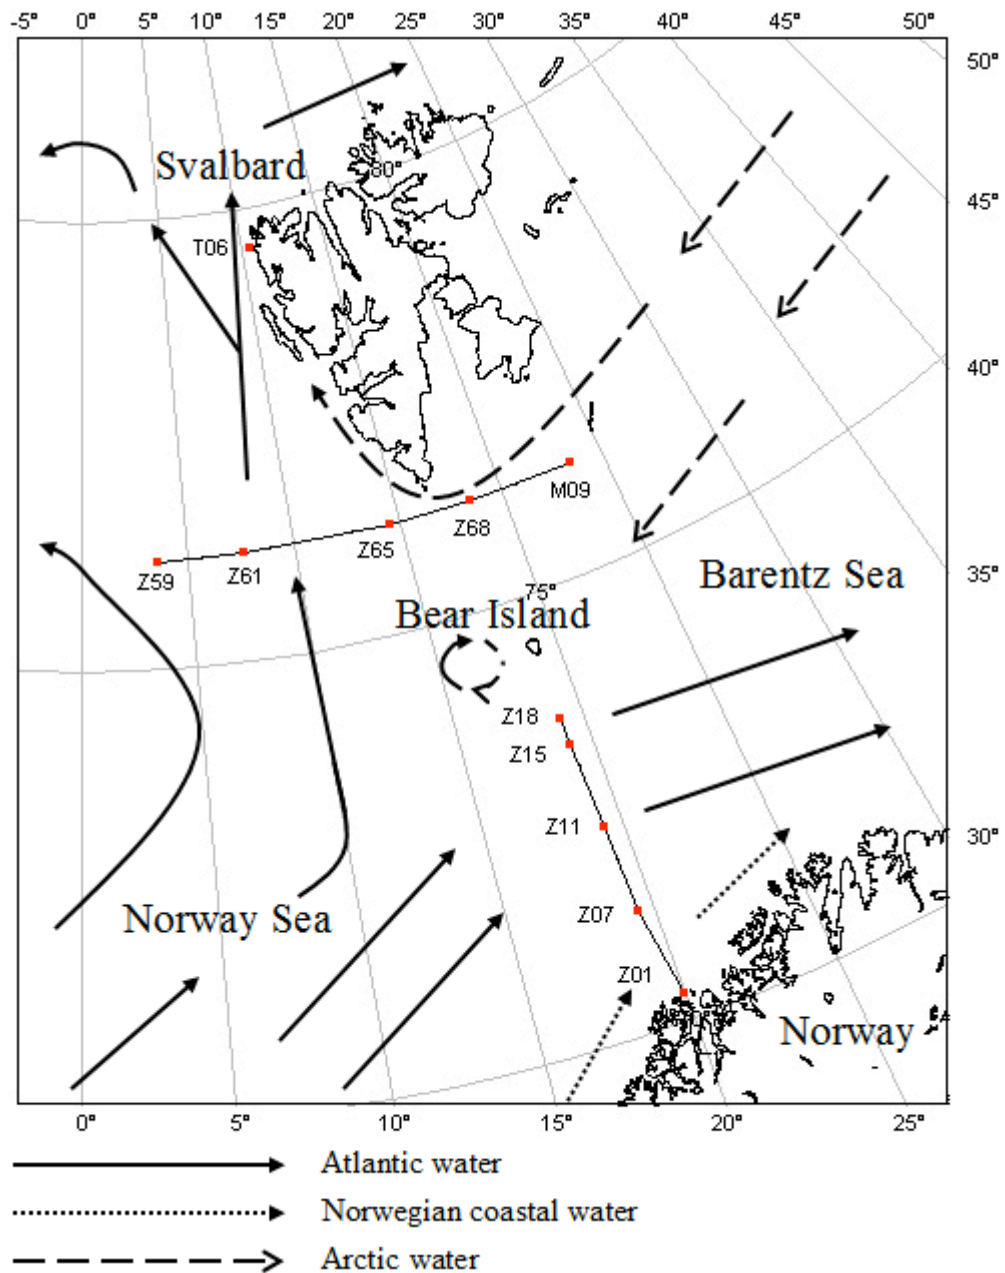 -5° 0° 5° 10° 15° 20° 25° 30° 35° 40° 45° 50°
50°
Svalbard
80°
45°
T06
40°
M09
Z68
Z65
Z61
Z59
35°
Barentz Sea
75°
Bear Island
Z18
Z15
Z11
30°
Z07
Norway Sea
Z01
Norway
0° 5° 10° 15° 20° 25°
Atlantic water
Norwegian coastal water
Arctic water